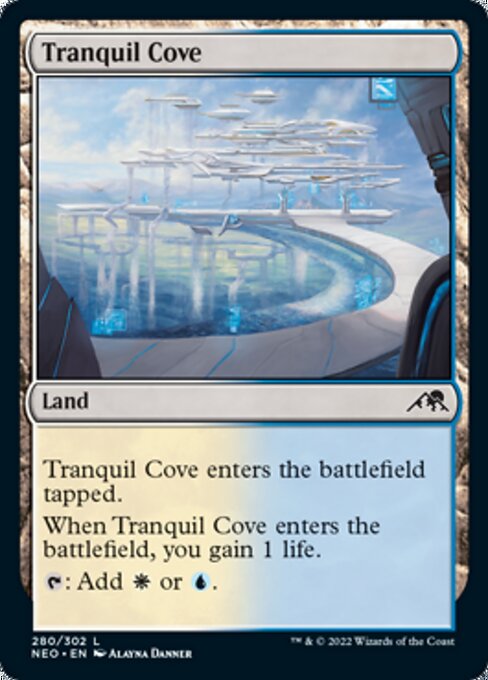 Tranquil Cove
Land
Tranquil Cove enters the battlefield
tapped.
When Tranquil Cove enters the
battlefield, you gain 1 life.
: Add or .
280/302 L
NEO • EN Alayna Danner
™ & © 2022 Wizards of the Coast